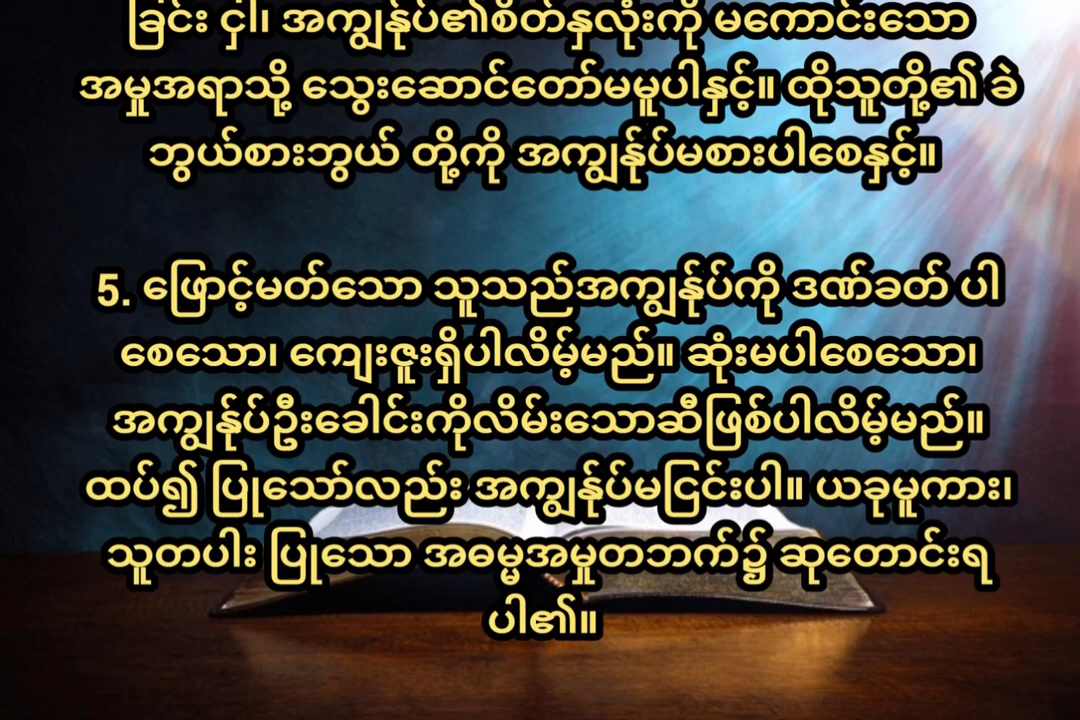 ခြင်း ငှါ၊ အကျွန်ုပ်၏စိတ်နှလုံးကို မကောင်းသော
အမှုအရာသို့ သွေးဆောင်တော်မမူပါနှင့်။ ထိုသူတို့၏ ခဲ
ဘွယ်စားဘွယ် တို့ကို အကျွန်ုပ်မစားပါစေနှင့်။
5. ဖြောင့်မတ်သော သူသည်အကျွန်ုပ်ကို ဒဏ်ခတ် ပါ
စေသော၊ ကျေးဇူးရှိပါလိမ့်မည်။ ဆုံးမပါစေသော၊
အကျွန်ုပ်ဦးခေါင်းကိုလိမ်းသောဆီဖြစ်ပါလိမ့်မည်။
ထပ်၍ ပြုသော်လည်း အကျွန်ုပ်မငြင်းပါ။ ယခုမူကား၊
သူတပါး ပြုသော အဓမ္မအမှုတဘက်၌ ဆုတောင်းရ
ပါ၏။